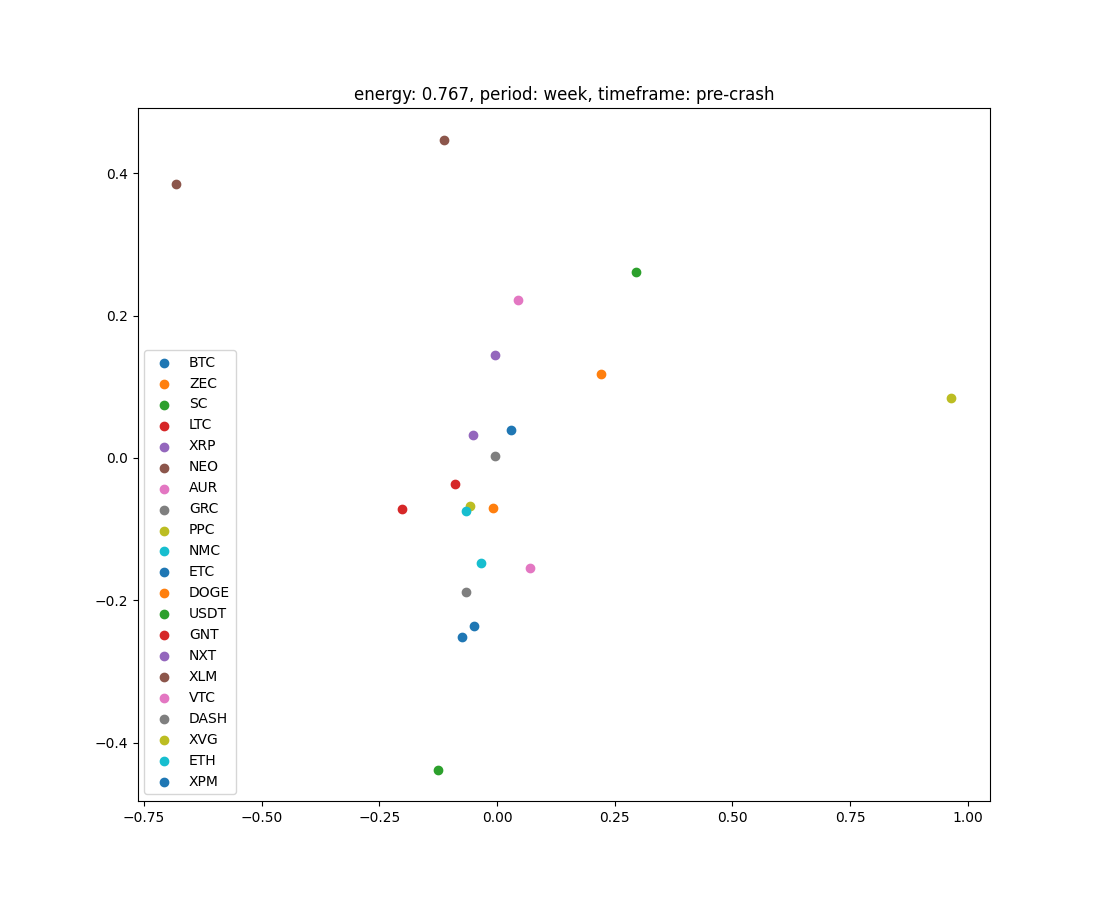 energy: 0.767, period: week, timeframe: pre-crash
0.4
0.2
0.0
−0.2
−0.4
BTC
ZEC
SC
LTC
XRP
NEO
AUR
GRC
PPC
NMC
ETC
DOGE
USDT
GNT
NXT
XLM
VTC
DASH
XVG
ETH
XPM
−0.75 −0.50 −0.25 0.00 0.25 0.50 0.75 1.00